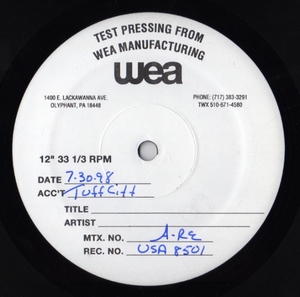 TEST PRESSING FROM
WEA MANUFACTURING
wea
1400 E. LACKAWANNA AVE.
OLYPHANT, PA 18448
PHONE: (717) 383-3291
TWX 510-671-4580
12" 33 1/3 RPM
DATE 7-30-98
ACC'T Tuff Citt
TITLE
ARTIST
MTX. NO. A-RE
REC. NO. USA 8501